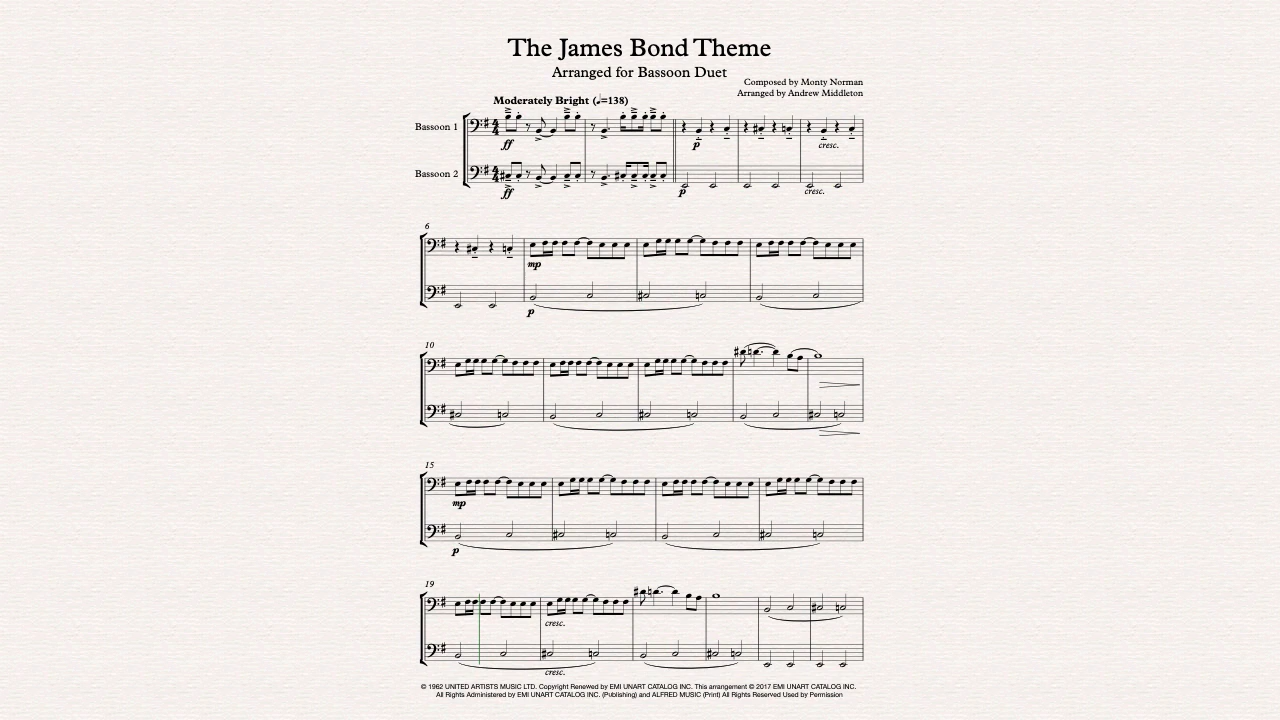 The James Bond Theme
Arranged for Bassoon Duet
Composed by Monty Norman
Arranged by Andrew Middleton
Moderately Bright (♩=138)
Bassoon 1
ff
p
cresc.
Bassoon 2
ff
p
cresc.
6
mp
p
10
15
mp
p
19
cresc.
cresc.
© 1962 UNITED ARTISTS MUSIC LTD. Copyright Renewed by EMI UNART CATALOG INC. This arrangement © 2017 EMI UNART CATALOG INC.
All Rights Administered by EMI UNART CATALOG INC. (Publishing) and ALFRED MUSIC (Print) All Rights Reserved Used by Permission